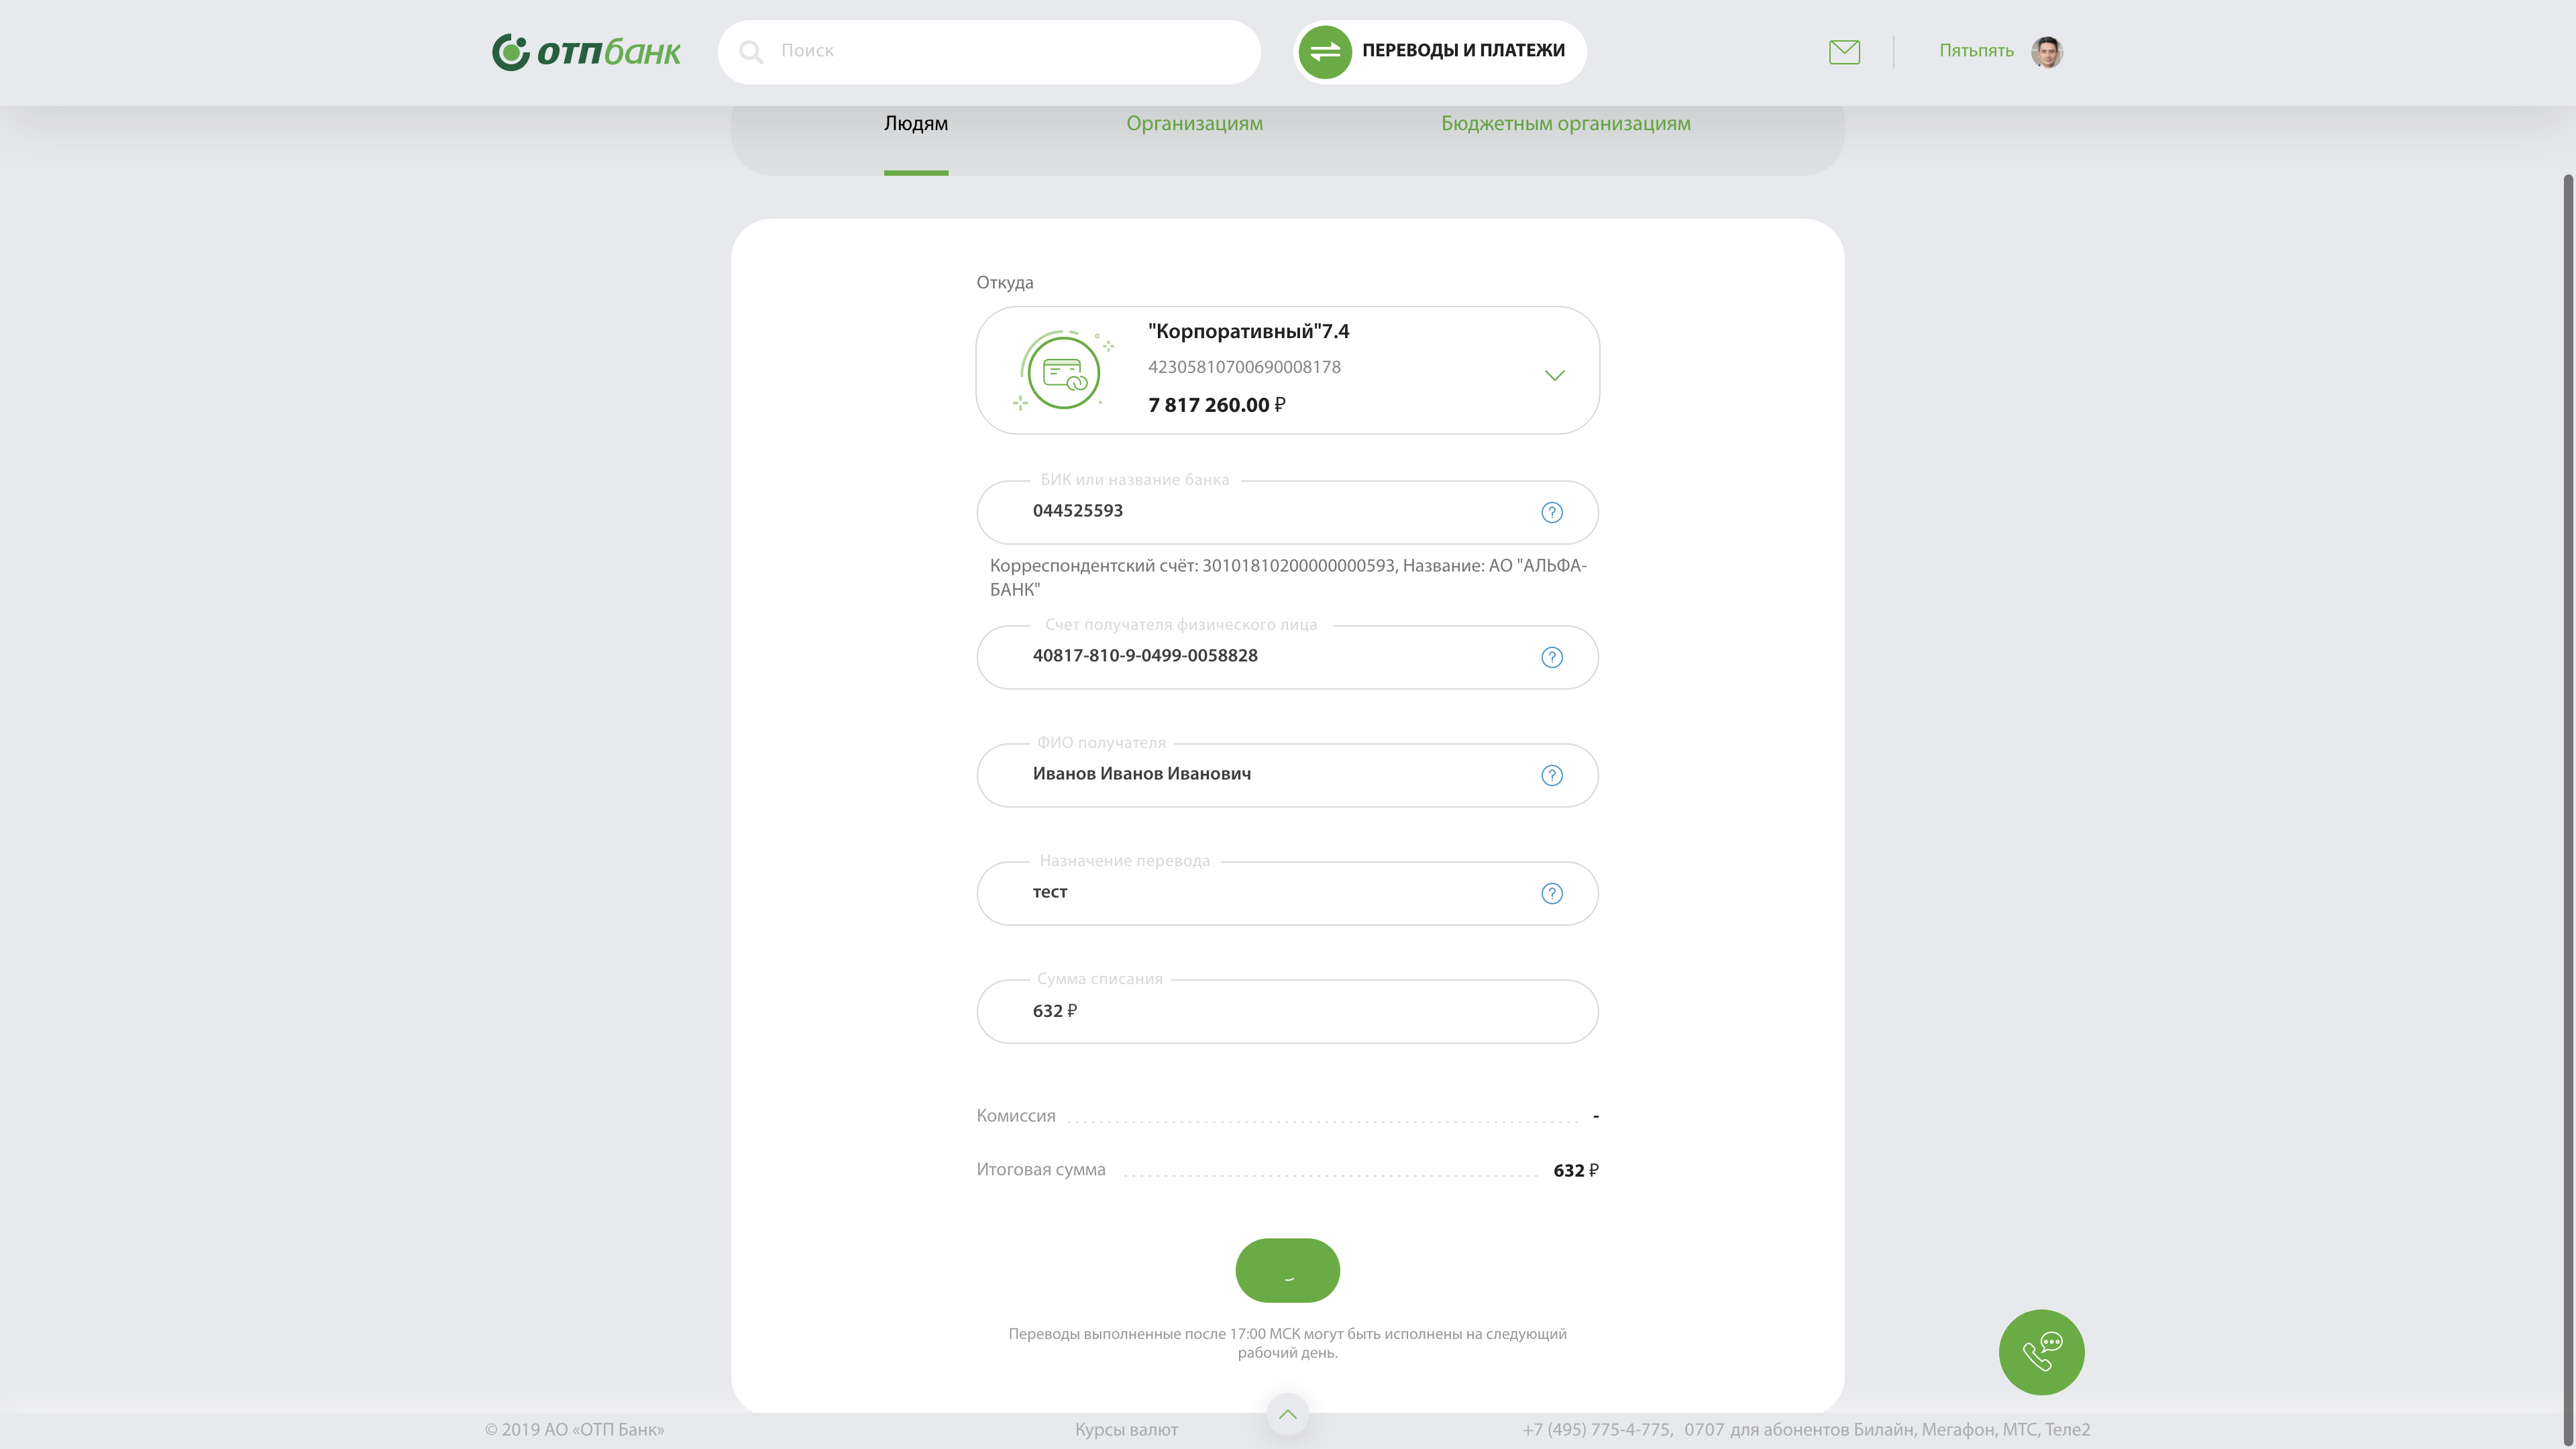 отпбанк
Поиск
ПЕРЕВОДЫ И ПЛАТЕЖИ
Пятьпять
Людям
Организациям
Бюджетным организациям
Откуда
"Корпоративный"7.4
42305810700690008178
7 817 260.00 ₽
БИК или название банка
044525593
Корреспондентский счёт: 30101810200000000593, Название: АО "АЛЬФА-
БАНК"
Счет получателя физического лица
40817-810-9-0499-0058828
ФИО получателя
Иванов Иванов Иванович
Назначение перевода
тест
Сумма списания
632 ₽
Комиссия -
Итоговая сумма 632 ₽
Переводы выполненные после 17:00 МСК могут быть исполнены на следующий
рабочий день.
© 2019 АО «ОТП Банк»
Курсы валют
+7 (495) 775-4-775, 0707 для абонентов Билайн, Мегафон, МТС, Теле2